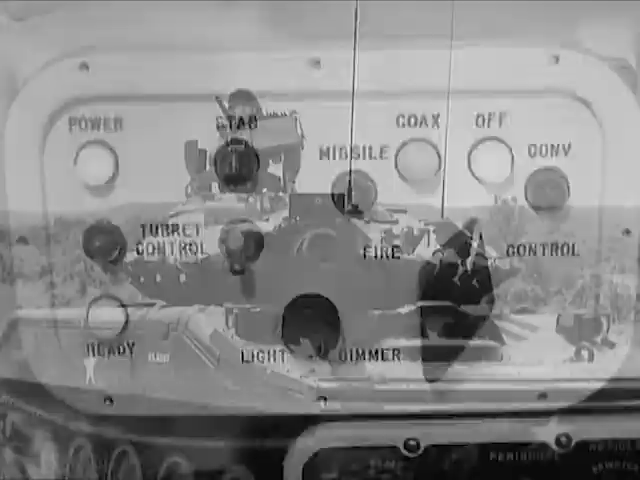 POWER STAB COAX OFF
MISSILE CONV
TURRET
CONTROL FIRE CONTROL
READY LIGHT DIMMER
PERISCOPE